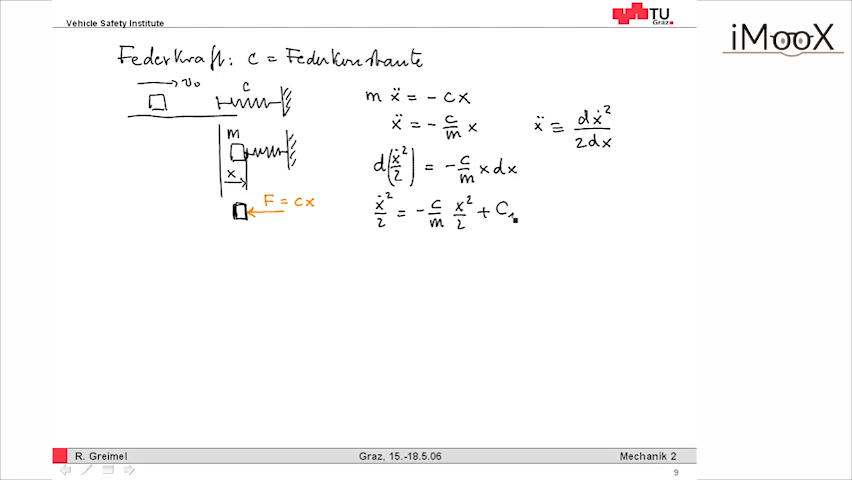 Vehicle Safety Institute
TU
Graz
iMooX
Federkraft: c = Federkonstante
v₀
c
m ẍ = - c x
ẍ = - c/m x
ẍ ≡ dẋ²/2dx
m
d(ẋ²/2) = - c/m x dx
x
F = cx
ẋ²/2 = - c/m x²/2 + C₁
R. Greimel
Graz, 15.-18.5.06
Mechanik 2
9